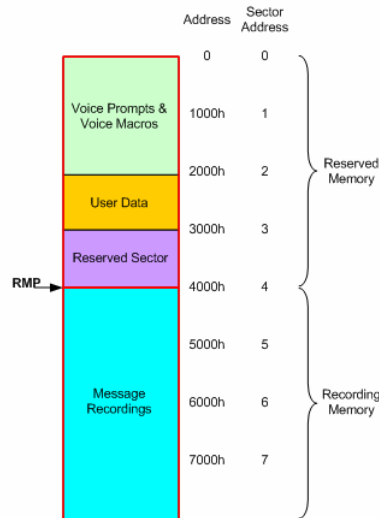 Address
Sector
Address
0 0
Voice Prompts &
Voice Macros
1000h 1
Reserved
Memory
2000h 2
User Data
3000h 3
Reserved Sector
RMP
4000h 4
5000h 5
Message
Recordings
6000h 6
Recording
Memory
7000h 7